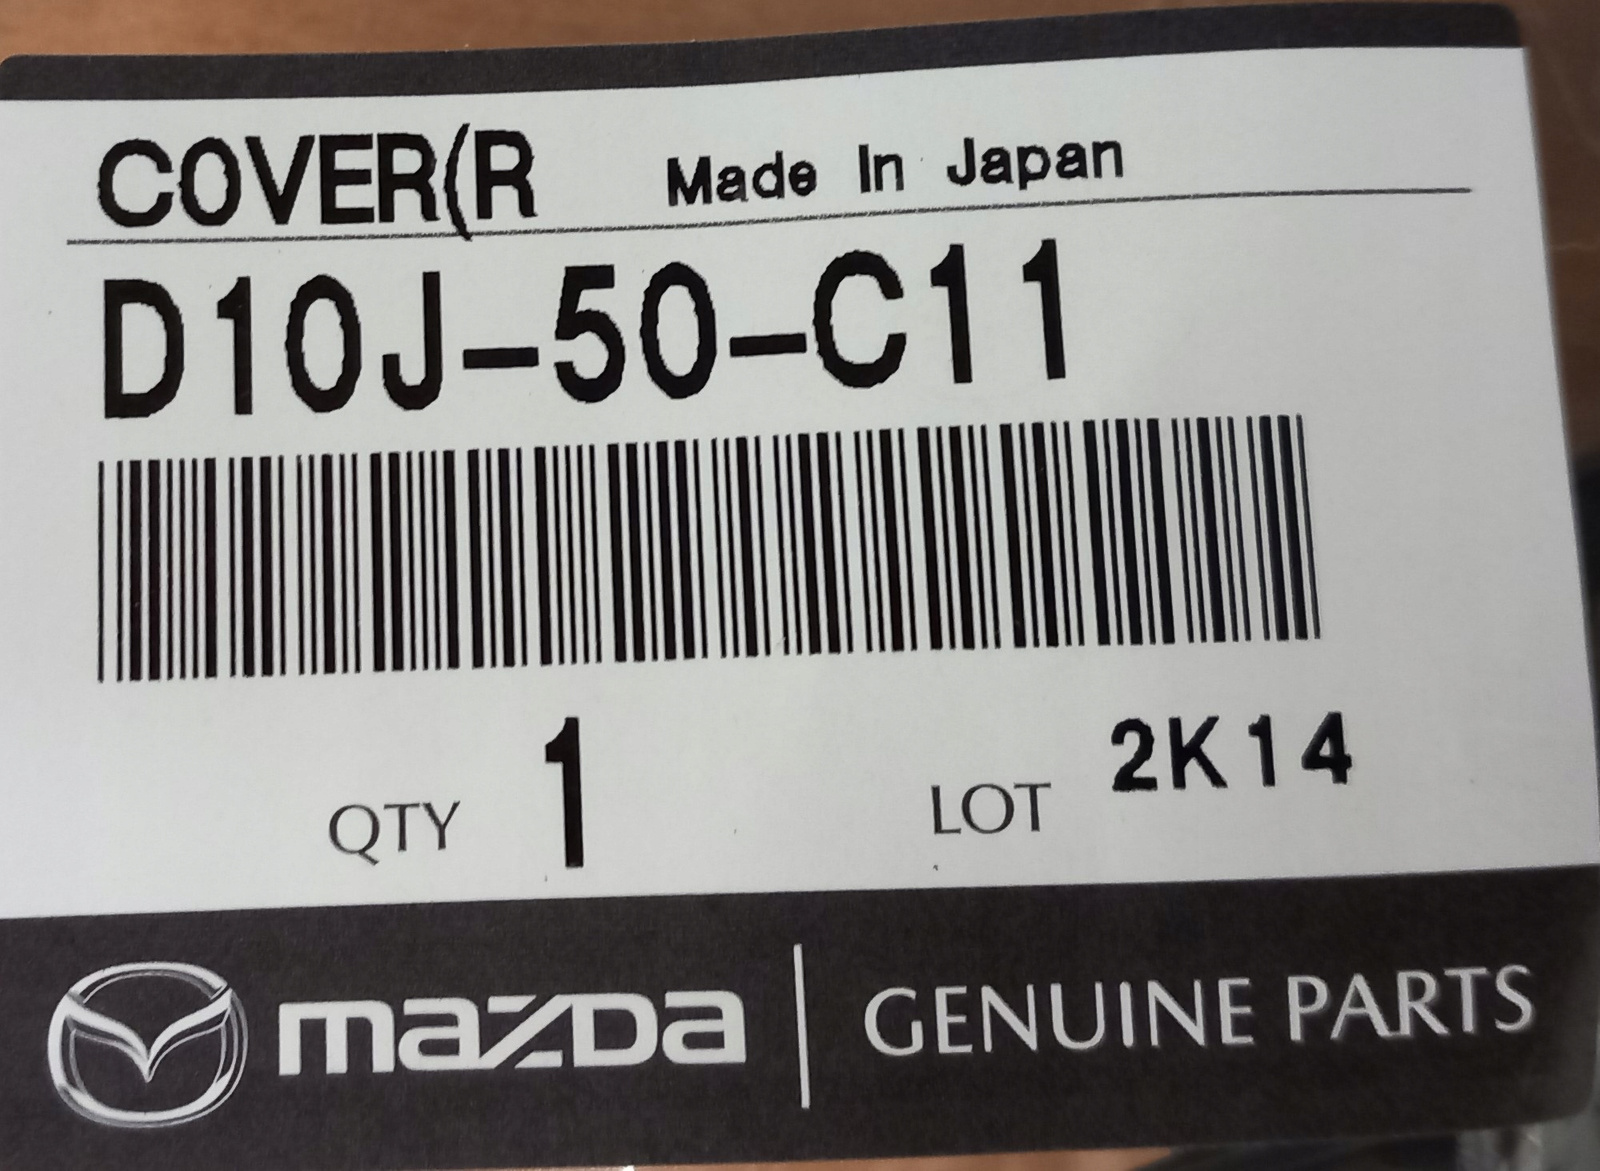 COVER(R Made In Japan
D10J-50-C11
QTY 1 LOT 2K14
mazda GENUINE PARTS